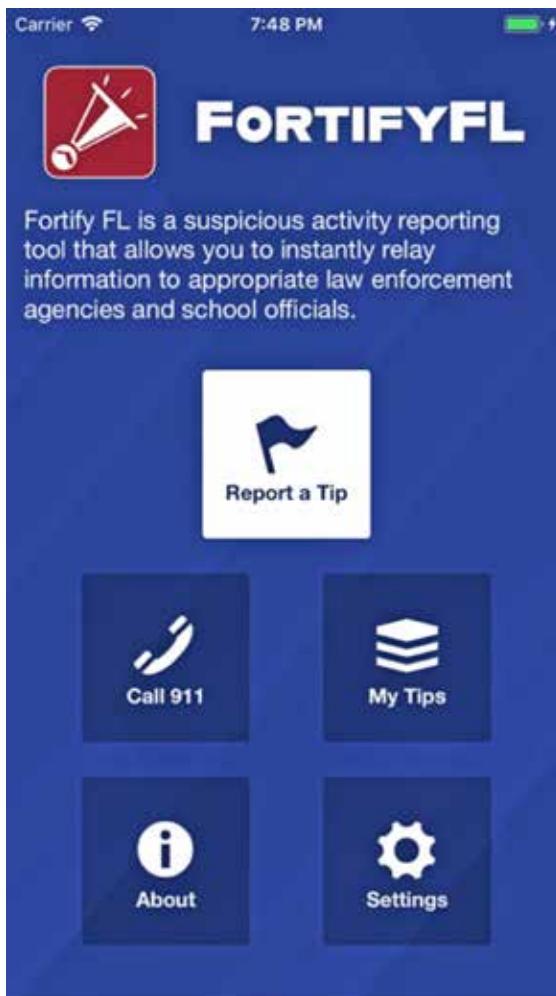 Carrier
7:48 PM
FORTIFYFL
Fortify FL is a suspicious activity reporting
tool that allows you to instantly relay
information to appropriate law enforcement
agencies and school officials.
Report a Tip
Call 911
My Tips
About
Settings